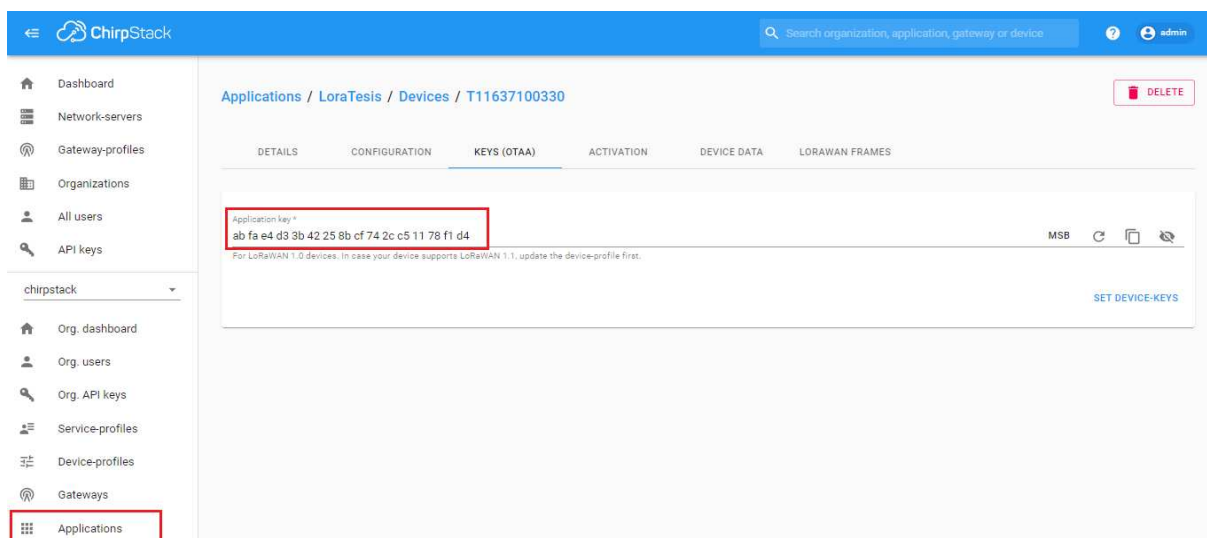 ChirpStack
Search organization, application, gateway or device
?
admin
Dashboard
Network-servers
Gateway-profiles
Organizations
All users
API keys
chirpstack
Org. dashboard
Org. users
Org. API keys
Service-profiles
Device-profiles
Gateways
Applications
Applications / LoraTesis / Devices / T11637100330
DELETE
DETAILS CONFIGURATION KEYS (OTAA) ACTIVATION DEVICE DATA LORAWAN FRAMES
Application key *
ab fa e4 d3 3b 42 25 8b cf 74 2c c5 11 78 f1 d4
MSB
For LoRaWAN 1.0 devices. In case your device supports LoRaWAN 1.1, update the device-profile first.
SET DEVICE-KEYS